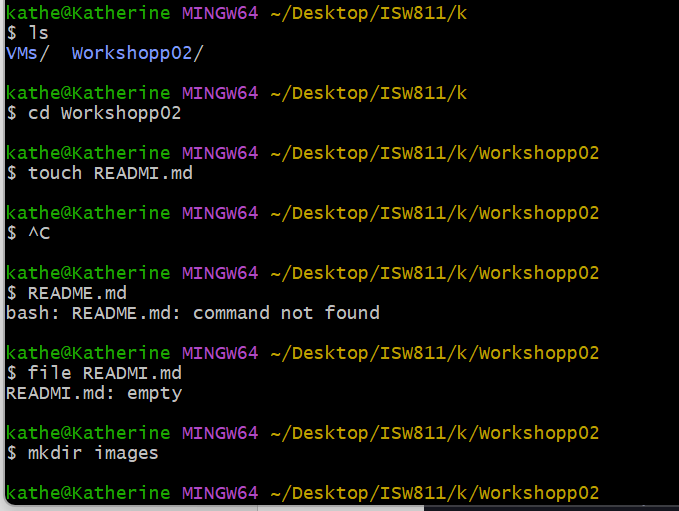 kathe@Katherine MINGW64 ~/Desktop/ISW811/k
$ ls
VMs/  Workshopp02/
kathe@Katherine MINGW64 ~/Desktop/ISW811/k
$ cd Workshopp02
kathe@Katherine MINGW64 ~/Desktop/ISW811/k/Workshopp02
$ touch READMI.md
kathe@Katherine MINGW64 ~/Desktop/ISW811/k/Workshopp02
$ ^C
kathe@Katherine MINGW64 ~/Desktop/ISW811/k/Workshopp02
$ README.md
bash: README.md: command not found
kathe@Katherine MINGW64 ~/Desktop/ISW811/k/Workshopp02
$ file READMI.md
READMI.md: empty
kathe@Katherine MINGW64 ~/Desktop/ISW811/k/Workshopp02
$ mkdir images
kathe@Katherine MINGW64 ~/Desktop/ISW811/k/Workshopp02